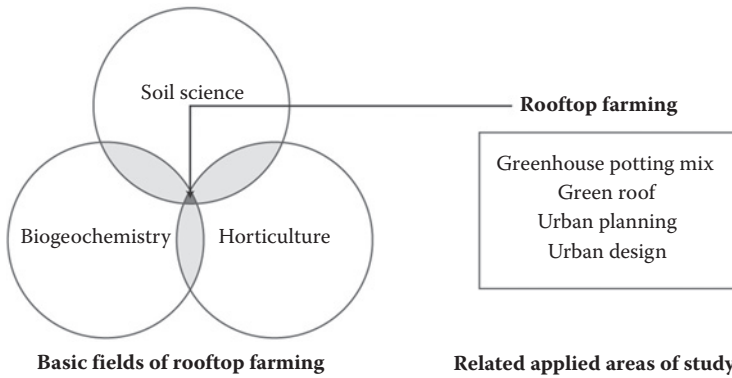 Soil science
Rooftop farming
Greenhouse potting mix
Green roof
Urban planning
Urban design
Biogeochemistry
Horticulture
Basic fields of rooftop farming
Related applied areas of study